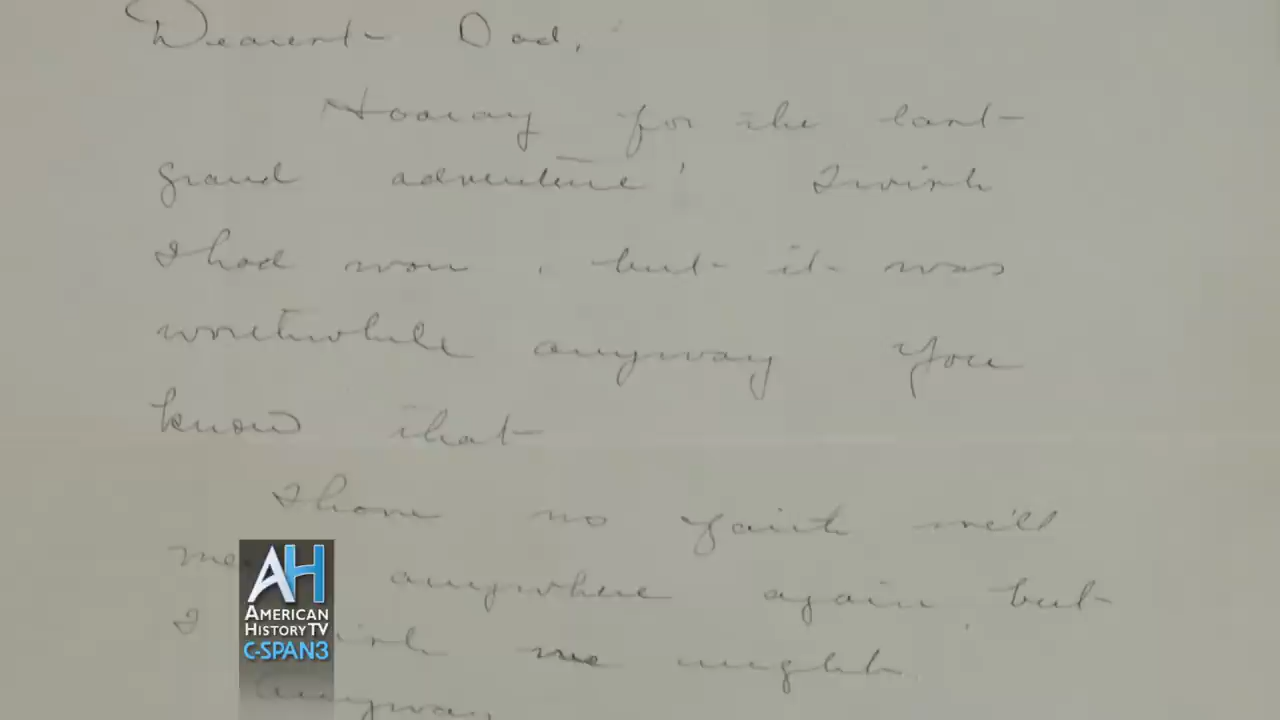 Dearest Dad,
Hooray for the last
grand adventure! I wish
I had won, but it was
worthwhile anyway You
know that
I have no faith we'll
anywhere again but
I we might
anyway
AH
AMERICAN
HISTORY TV
C-SPAN3